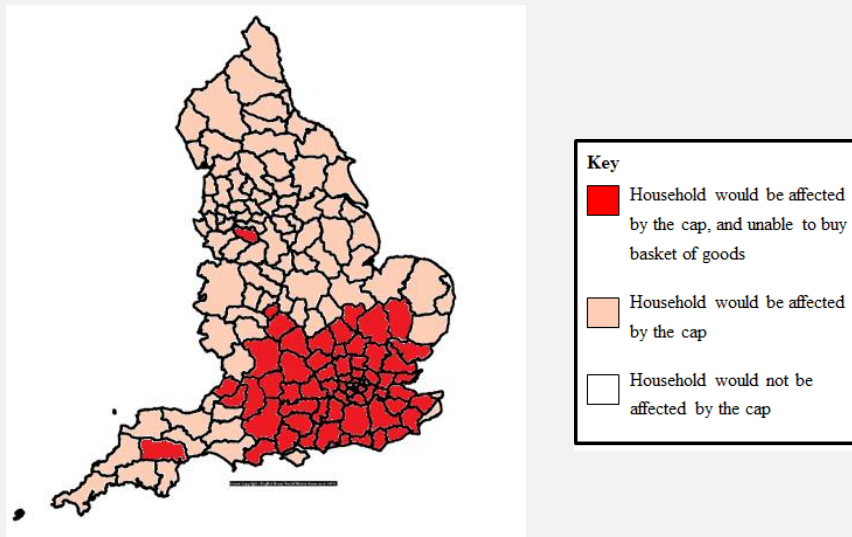 Key
Household would be affected
by the cap, and unable to buy
basket of goods
Household would be affected
by the cap
Household would not be
affected by the cap